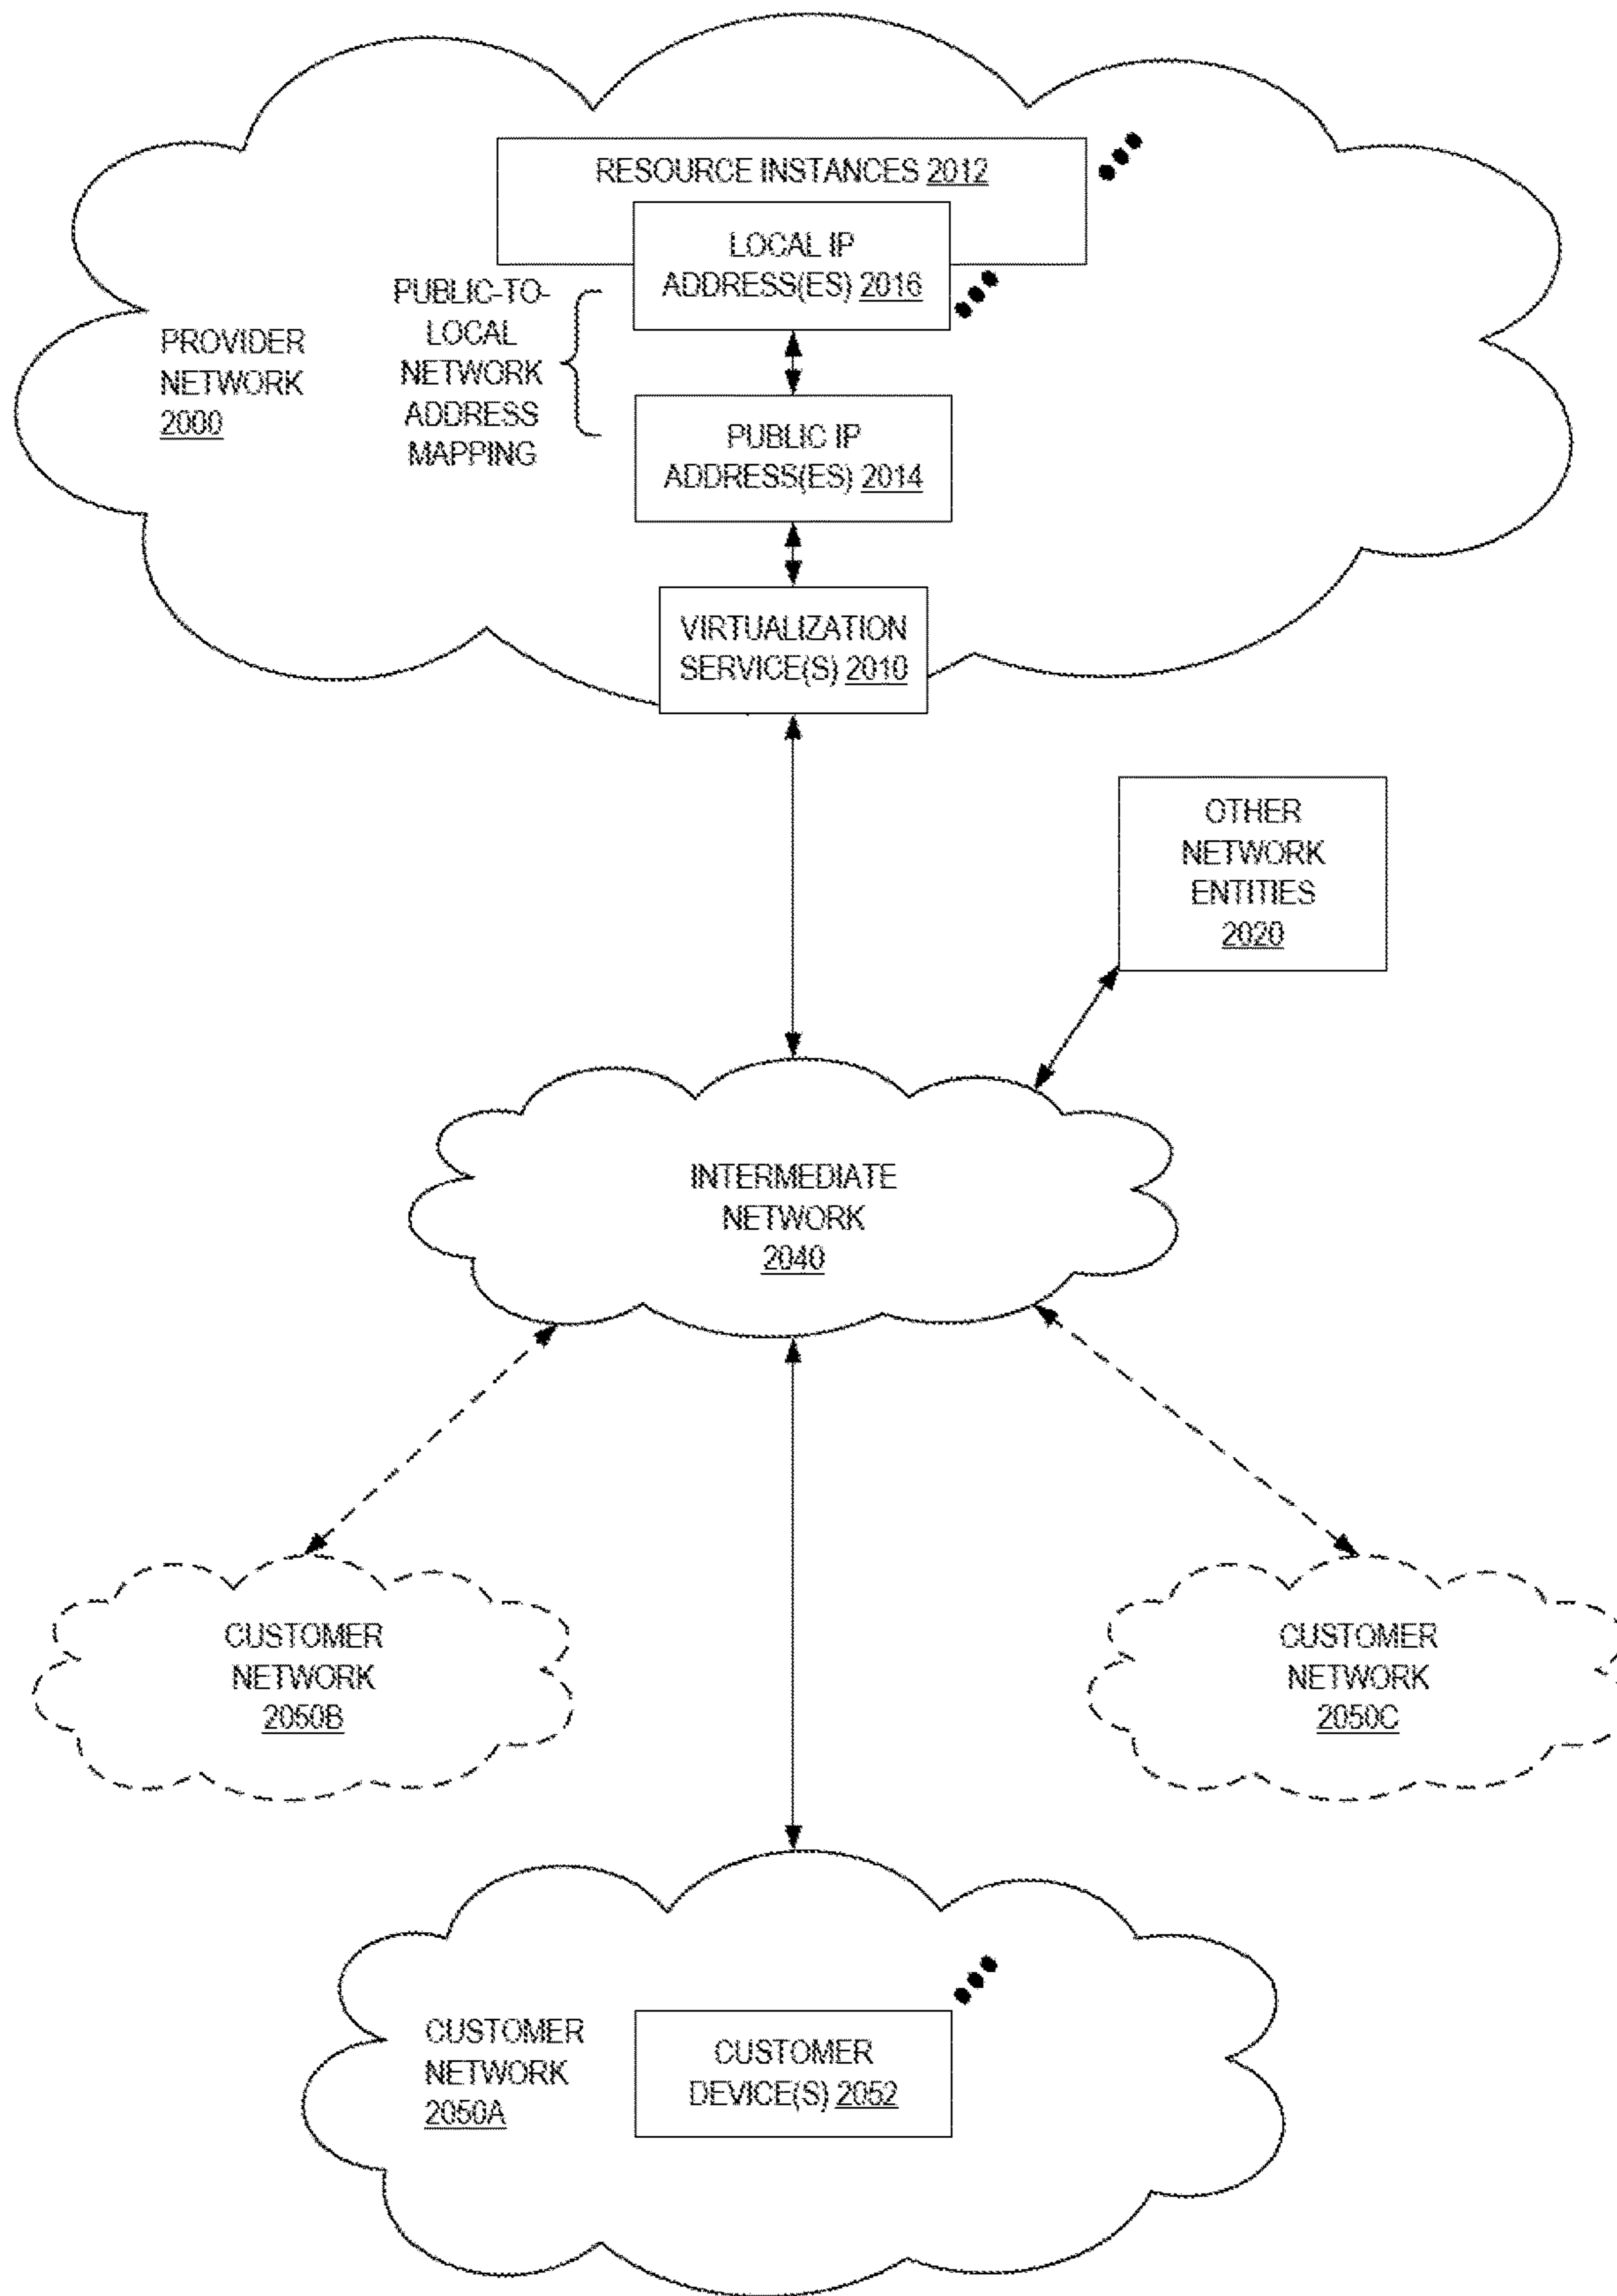 RESOURCE INSTANCES 2012
LOCAL IP
ADDRESS(ES) 2016
PUBLIC-TO-
LOCAL
NETWORK
ADDRESS
MAPPING
PROVIDER
NETWORK
2000
PUBLIC IP
ADDRESS(ES) 2014
VIRTUALIZATION
SERVICE(S) 2010
OTHER
NETWORK
ENTITIES
2020
INTERMEDIATE
NETWORK
2040
CUSTOMER
NETWORK
2050B
CUSTOMER
NETWORK
2050C
CUSTOMER
NETWORK
2050A
CUSTOMER
DEVICE(S) 2052